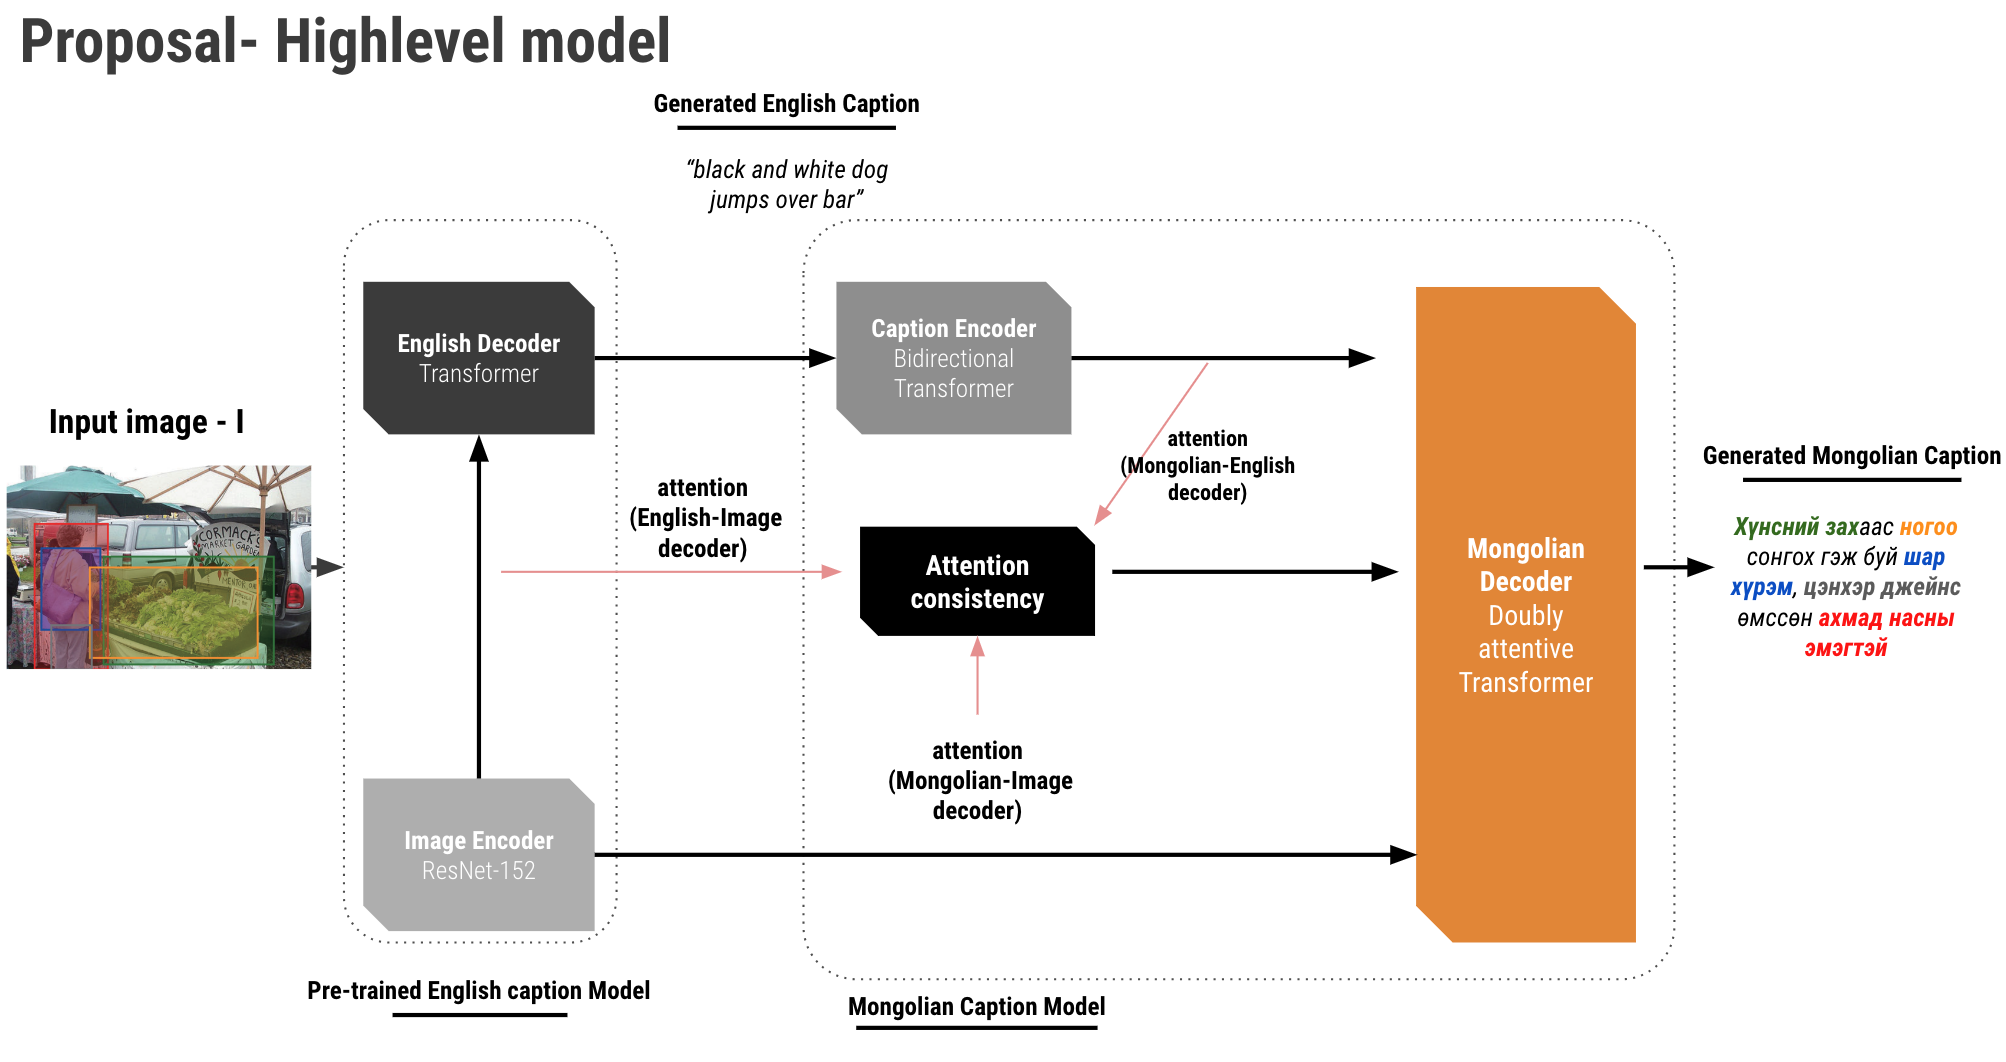 Proposal- Highlevel model
Generated English Caption
“black and white dog
jumps over bar”
English Decoder
Transformer
Caption Encoder
Bidirectional
Transformer
Input image - I
CORMACK'S
MARKET GARDEN
attention
(English-Image
decoder)
attention
(Mongolian-English
decoder)
Attention
consistency
attention
(Mongolian-Image
decoder)
Image Encoder
ResNet-152
Mongolian
Decoder
Doubly
attentive
Transformer
Generated Mongolian Caption
Хүнсний захаас ногоо
сонгох гэж буй шар
хүрэм, цэнхэр джейнс
өмссөн ахмад насны
эмэгтэй
Pre-trained English caption Model
Mongolian Caption Model